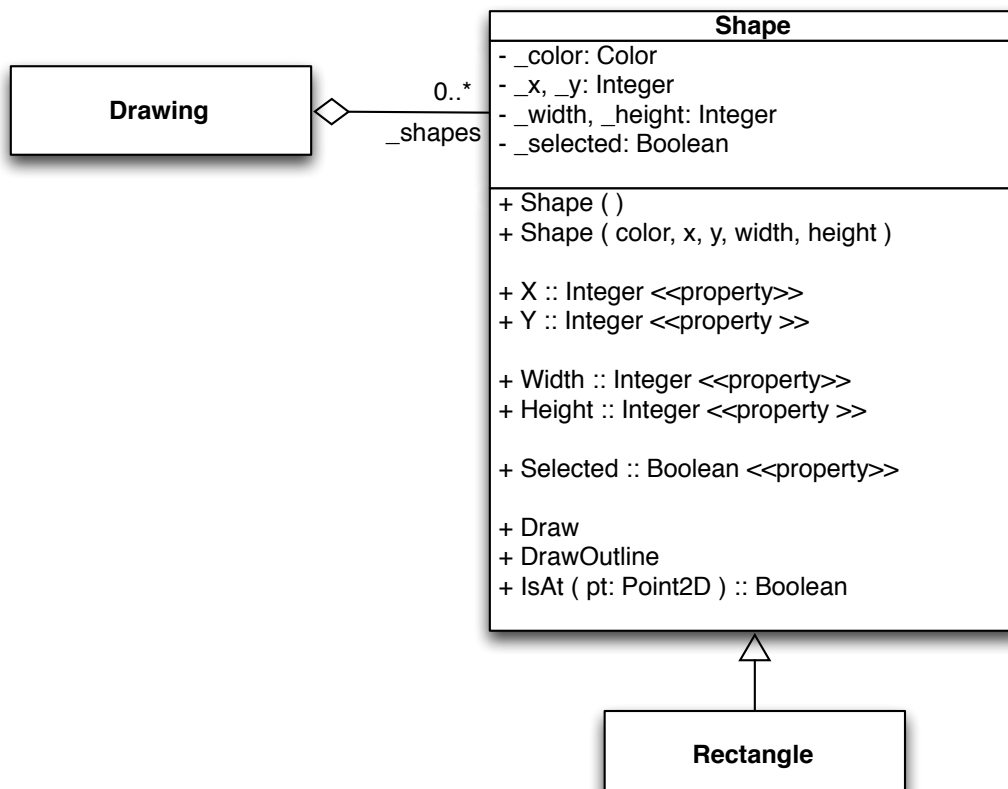 Shape
- _color: Color
- _x, _y: Integer
- _width, _height: Integer
- _selected: Boolean
Drawing
0..*
_shapes
+ Shape ( )
+ Shape ( color, x, y, width, height )
+ X :: Integer <<property>>
+ Y :: Integer <<property >>
+ Width :: Integer <<property>>
+ Height :: Integer <<property >>
+ Selected :: Boolean <<property>>
+ Draw
+ DrawOutline
+ IsAt ( pt: Point2D ) :: Boolean
Rectangle